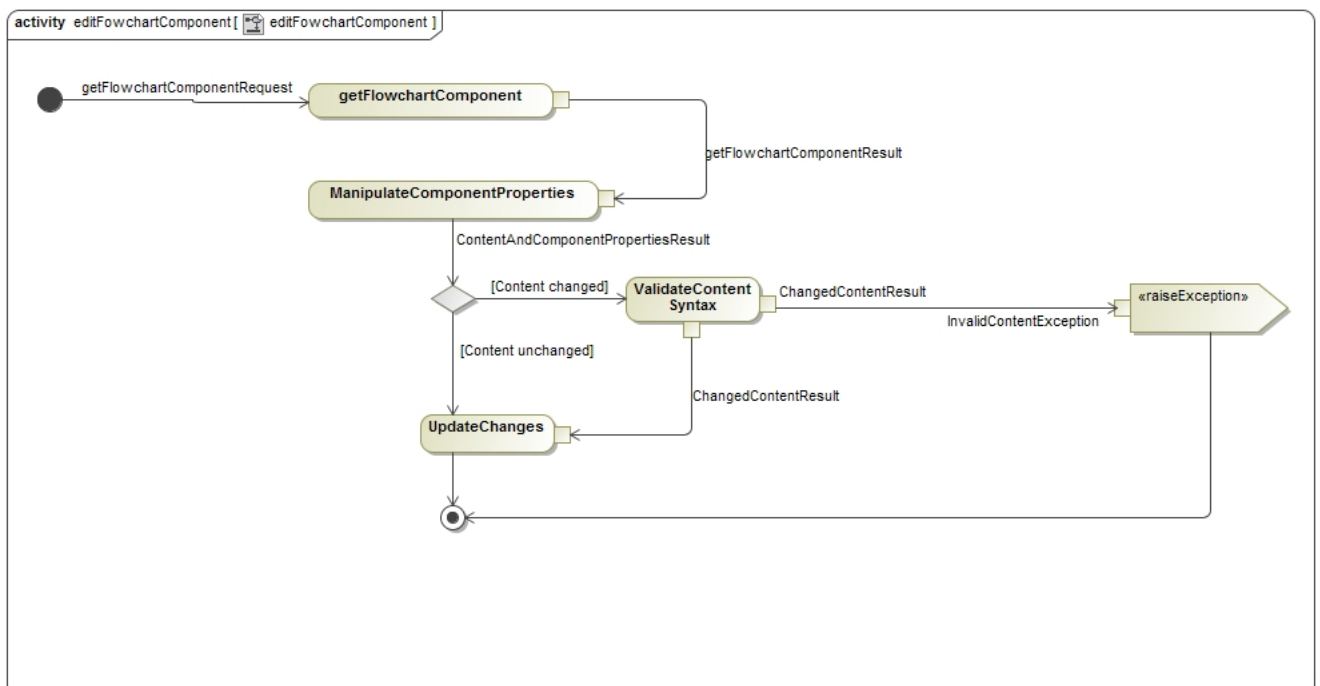 activity editFowchartComponent[ editFowchartComponent ]
getFlowchartComponentRequest
getFlowchartComponent
getFlowchartComponentResult
ManipulateComponentProperties
ContentAndComponentPropertiesResult
[Content changed]
ValidateContent
Syntax
ChangedContentResult
«raiseException»
InvalidContentException
[Content unchanged]
ChangedContentResult
UpdateChanges